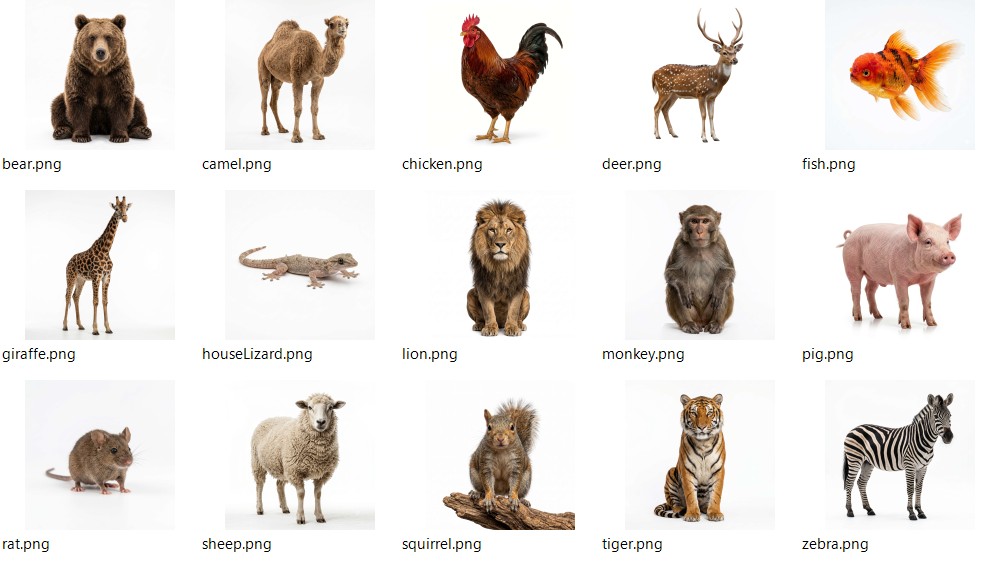 bear.png
camel.png
chicken.png
deer.png
fish.png
giraffe.png
houseLizard.png
lion.png
monkey.png
pig.png
rat.png
sheep.png
squirrel.png
tiger.png
zebra.png